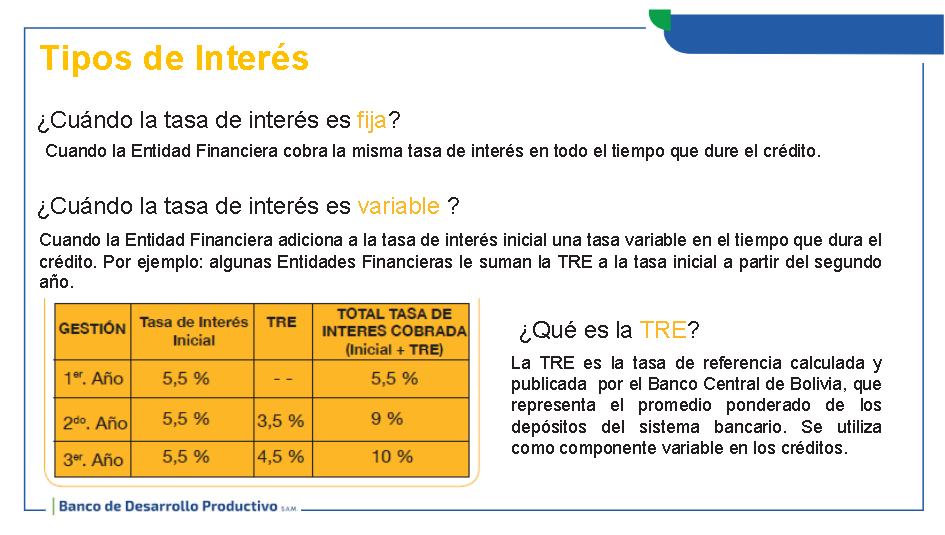 Tipos de Interés
¿Cuándo la tasa de interés es fija?
Cuando la Entidad Financiera cobra la misma tasa de interés en todo el tiempo que dure el crédito.
¿Cuándo la tasa de interés es variable ?
Cuando la Entidad Financiera adiciona a la tasa de interés inicial una tasa variable en el tiempo que dura el
crédito. Por ejemplo: algunas Entidades Financieras le suman la TRE a la tasa inicial a partir del segundo
año.
GESTIÓN Tasa de Interés Inicial TRE TOTAL TASA DE INTERES COBRADA (Inicial + TRE)
1er. Año 5,5 % - - 5,5 %
2do. Año 5,5 % 3,5 % 9 %
3er. Año 5,5 % 4,5 % 10 %
¿Qué es la TRE?
La TRE es la tasa de referencia calculada y
publicada por el Banco Central de Bolivia, que
representa el promedio ponderado de los
depósitos del sistema bancario. Se utiliza
como componente variable en los créditos.
Banco de Desarrollo Productivo S.A.M.